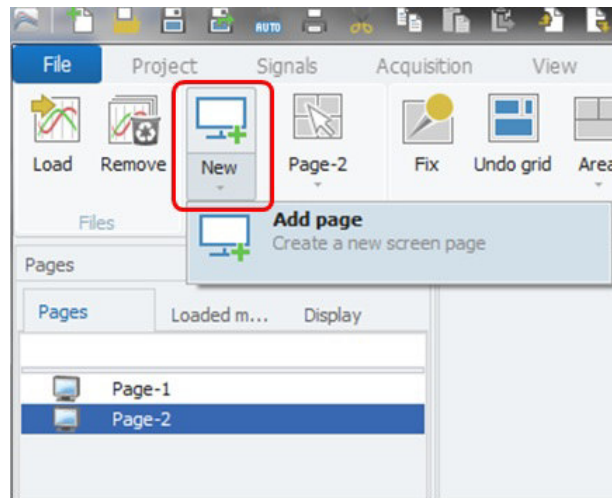 AUTO
File Project Signals Acquisition View
Load Remove New Page-2 Fix Undo grid Area
Files
Add page
Create a new screen page
Pages
Pages Loaded m... Display
Page-1
Page-2